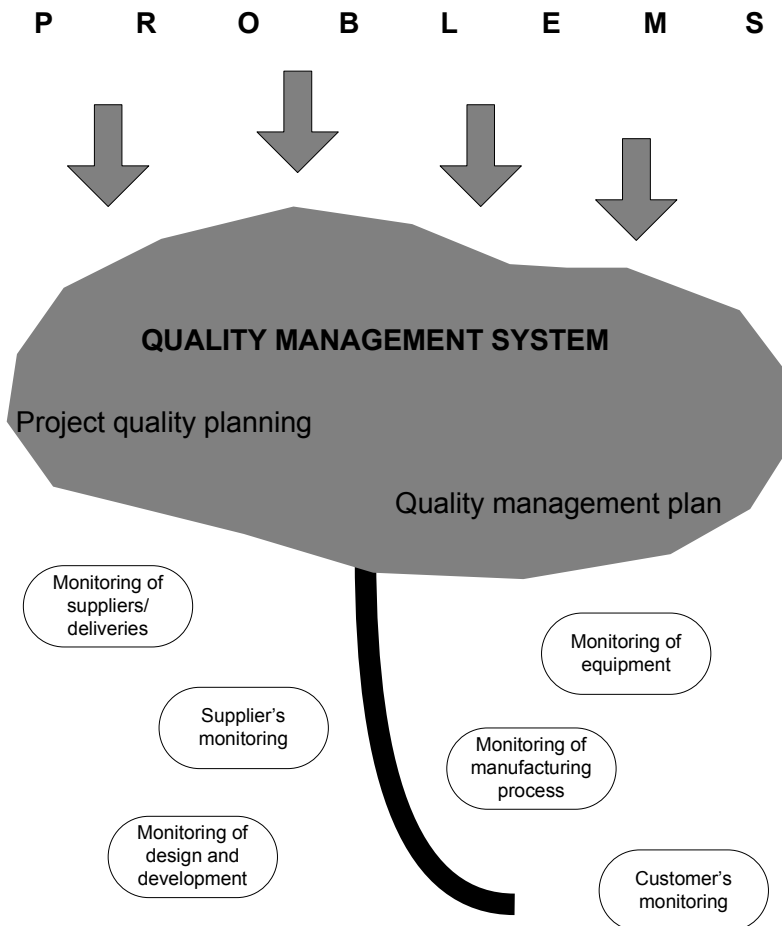 P R O B L E M S
QUALITY MANAGEMENT SYSTEM
Project quality planning
Quality management plan
Monitoring of
suppliers/
deliveries
Monitoring of
equipment
Supplier’s
monitoring
Monitoring of
manufacturing
process
Monitoring of
design and
development
Customer’s
monitoring